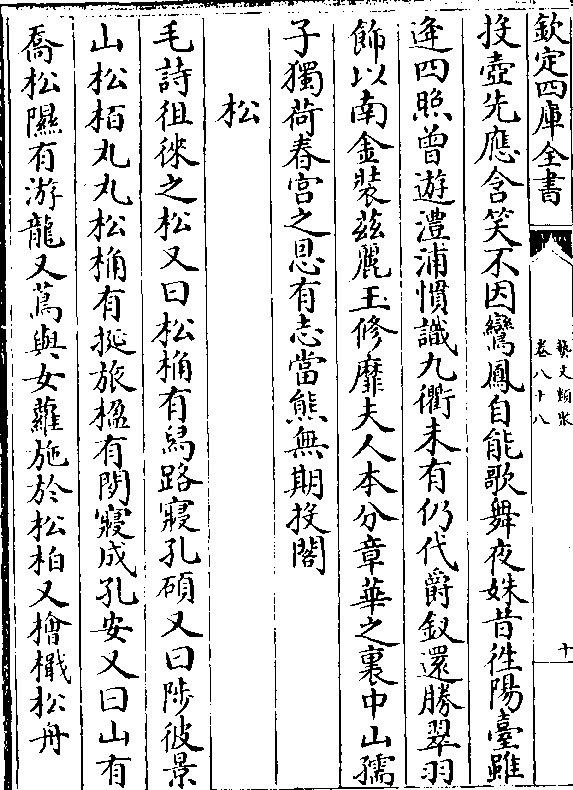 欽定四庫全書
藝文類聚
卷八十八
十
投壺先應含笑不因鸞鳳自能歌舞夜姝昔徃陽臺雖
逢四照曾遊澧浦慣識九衢未有仍代爵釵還勝翠羽
飾以南金裝兹麗玉修靡夫人本分章華之裏中山孺
子獨荷春宫之恩有志當熊無期投閣
松
毛詩徂徠之松又曰松桷有舄路寢孔碩又曰陟彼景
山松栢丸丸松桷有挻旅楹有閑寢成孔安又曰山有
喬松隰有游龍又蔦與女蘿施於松柏又檜檝松舟